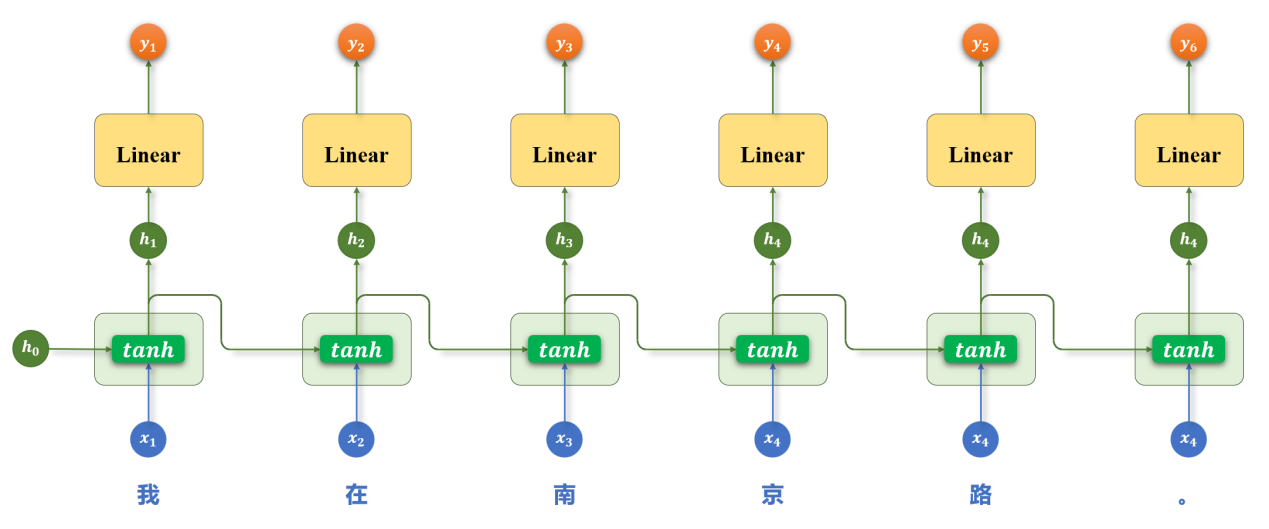 y₁ y₂ y₃ y₄ y₅ y₆
Linear Linear Linear Linear Linear Linear
h₁ h₂ h₃ h₄ h₄ h₄
h₀ tanh tanh tanh tanh tanh tanh
x₁ x₂ x₃ x₄ x₄ x₄
我 在 南 京 路 。